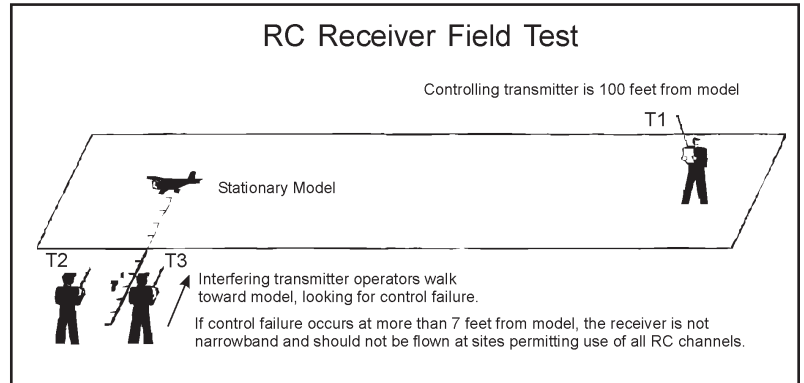 RC Receiver Field Test
Controlling transmitter is 100 feet from model
T1
Stationary Model
T2
T3
Interfering transmitter operators walk
toward model, looking for control failure.
If control failure occurs at more than 7 feet from model, the receiver is not
narrowband and should not be flown at sites permitting use of all RC channels.